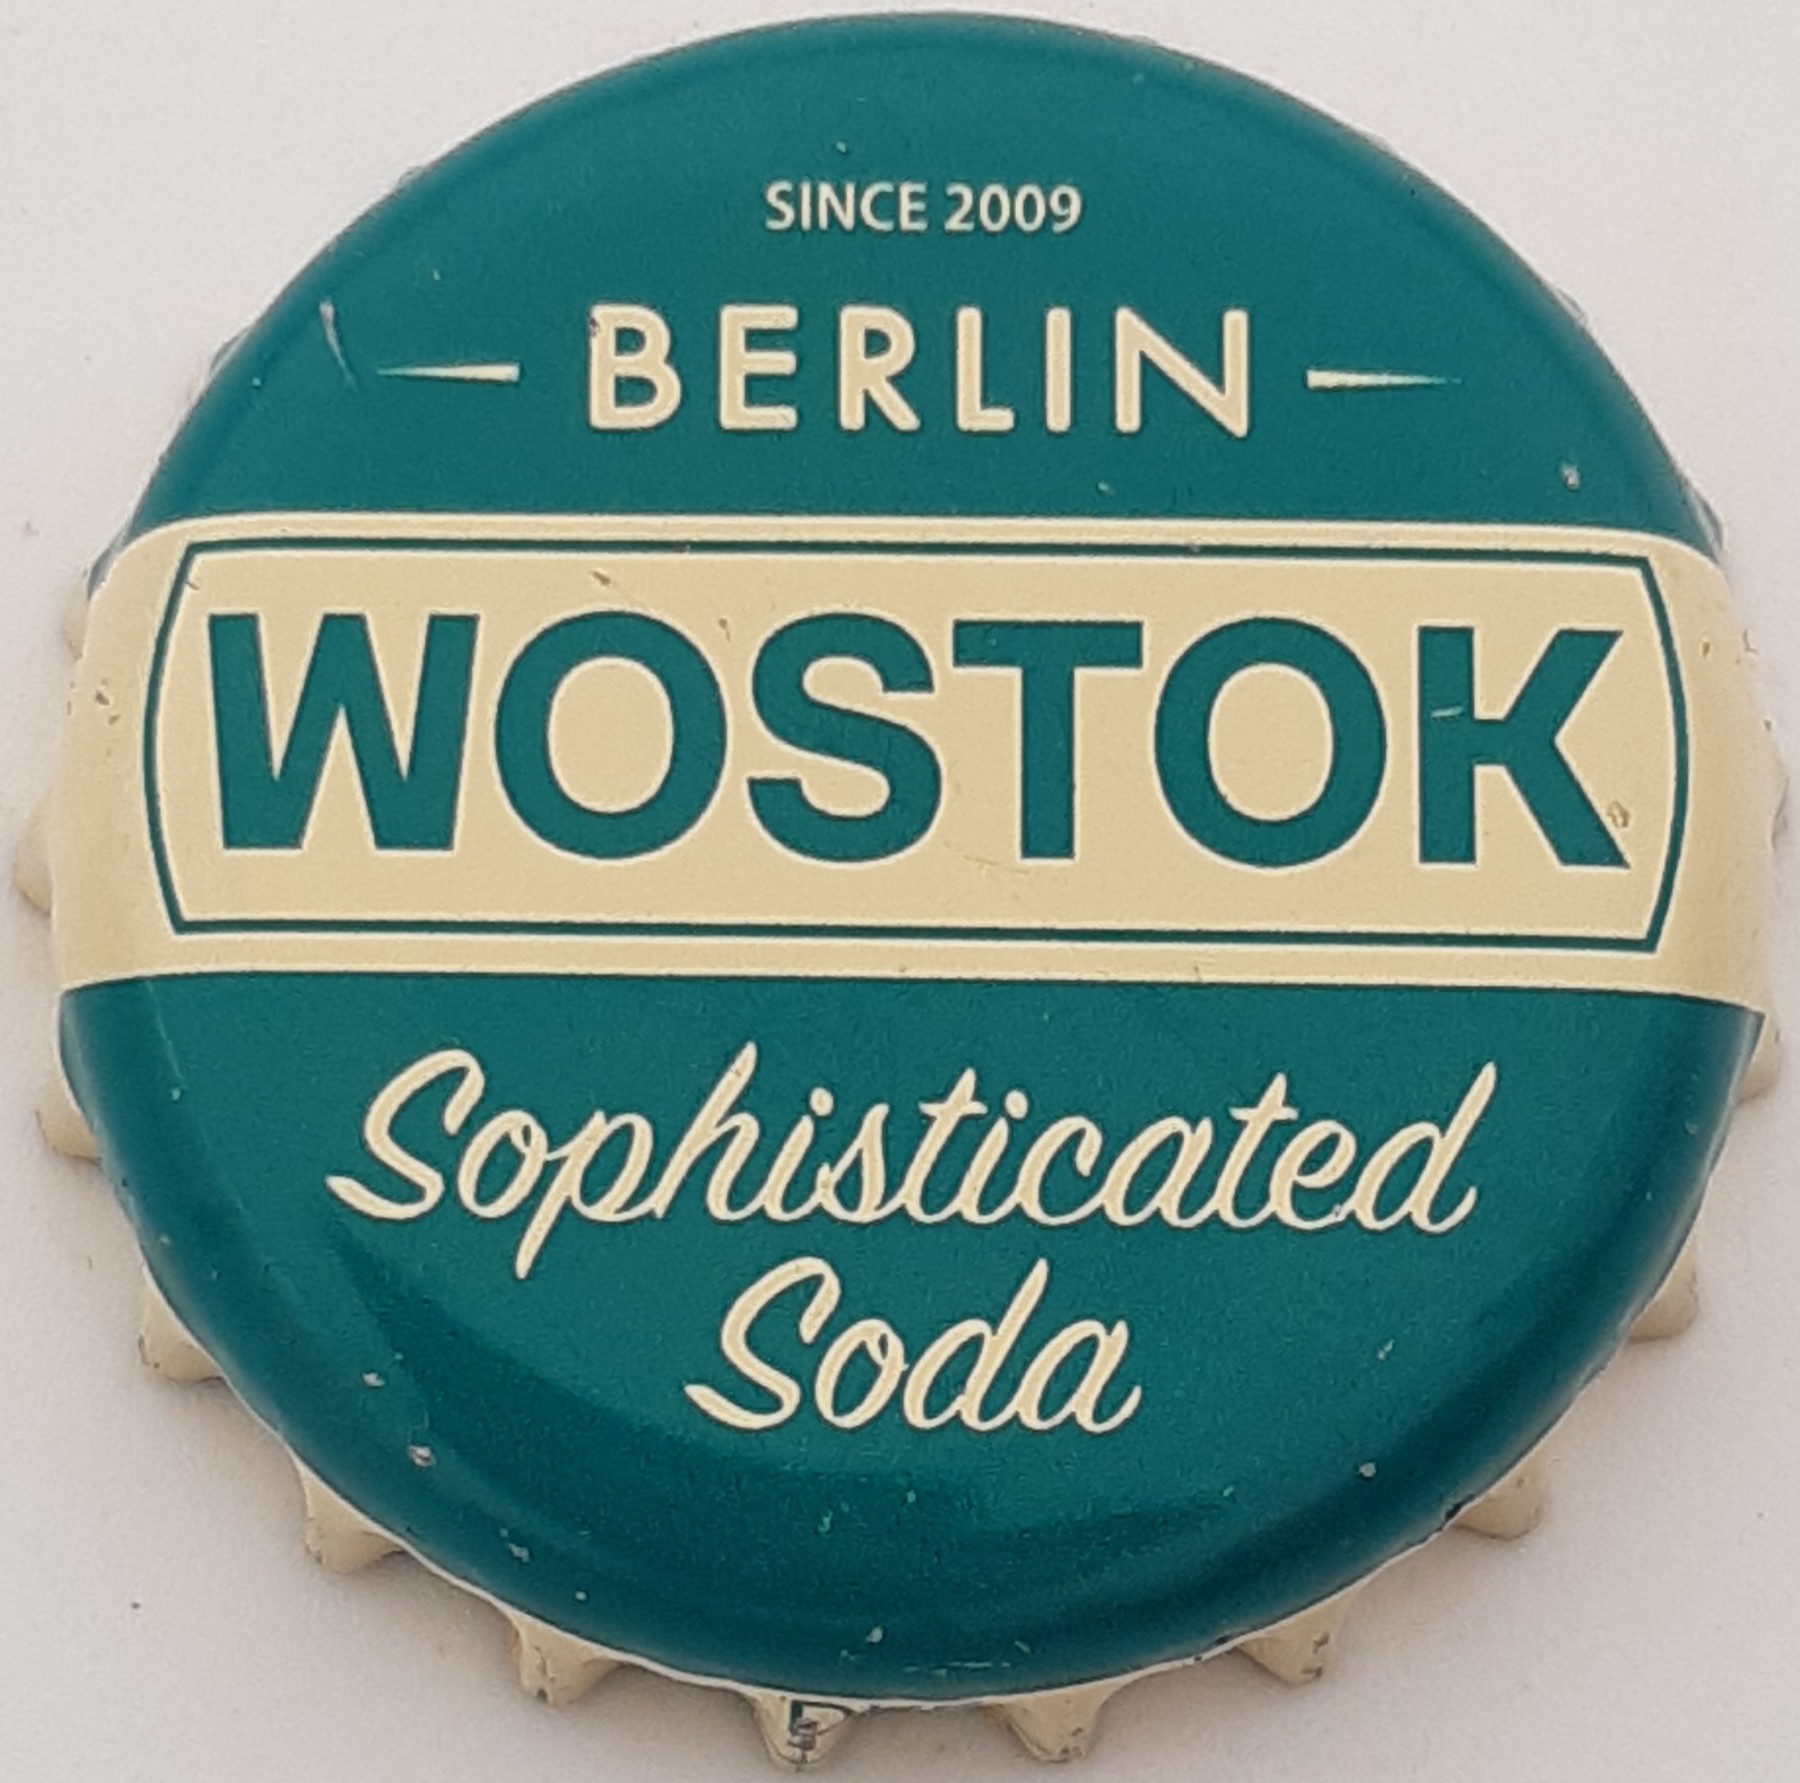 SINCE 2009
BERLIN
WOSTOK
Sophisticated
Soda